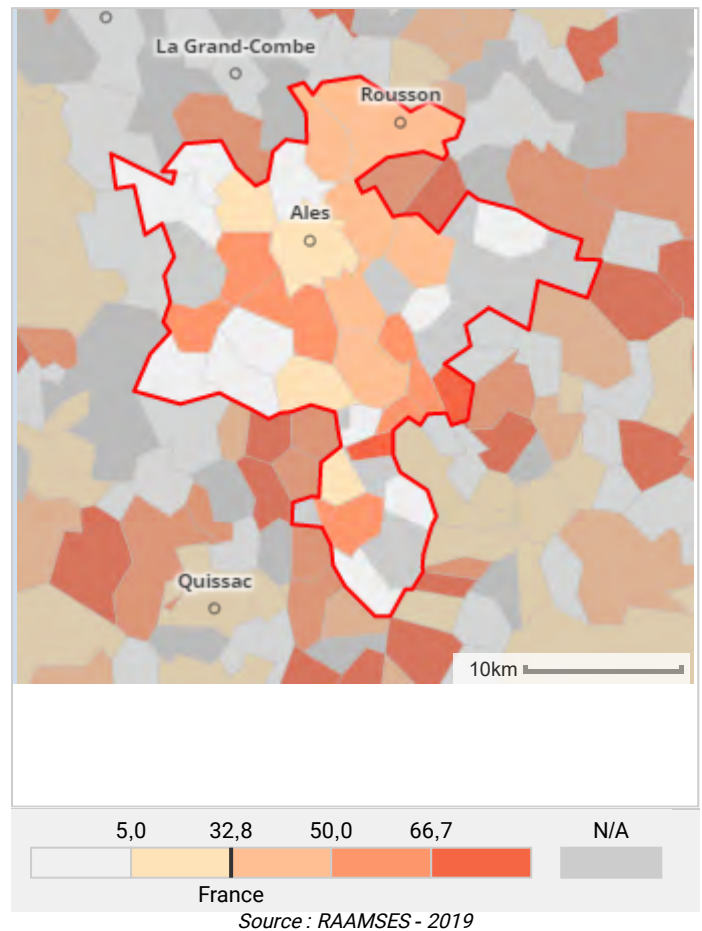 La Grand-Combe
Rousson
Ales
Quissac
10km
5,0 32,8 50,0 66,7 N/A
France
Source : RAAMSES - 2019